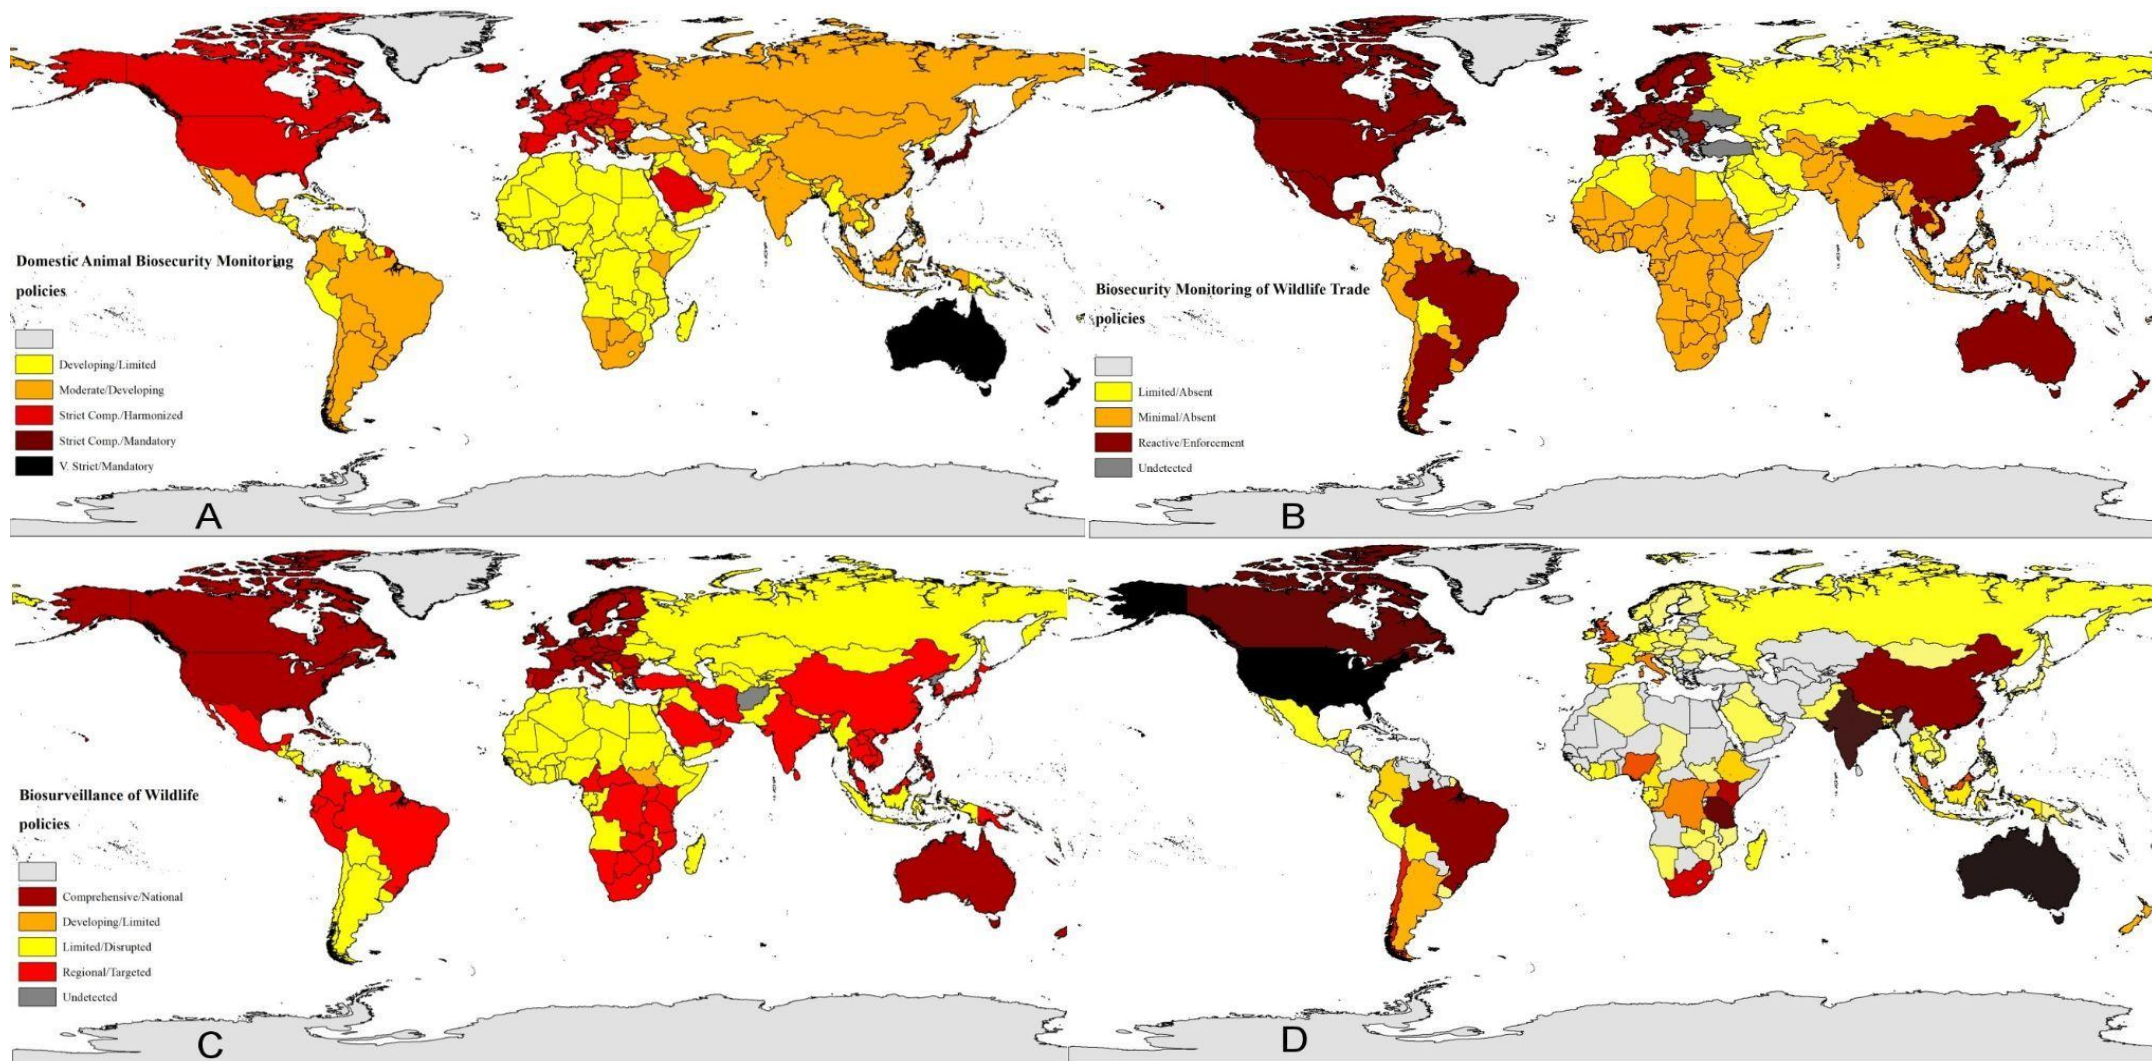 Domestic Animal Biosecurity Monitoring
policies
Developing/Limited
Moderate/Developing
Strict Comp./Harmonized
Strict Comp./Mandatory
V. Strict/Mandatory
A
Biosecurity Monitoring of Wildlife Trade
policies
Limited/Absent
Minimal/Absent
Reactive/Enforcement
Undetected
B
Biosurveillance of Wildlife
policies
Comprehensive/National
Developing/Limited
Limited/Disrupted
Regional/Targeted
Undetected
C
D